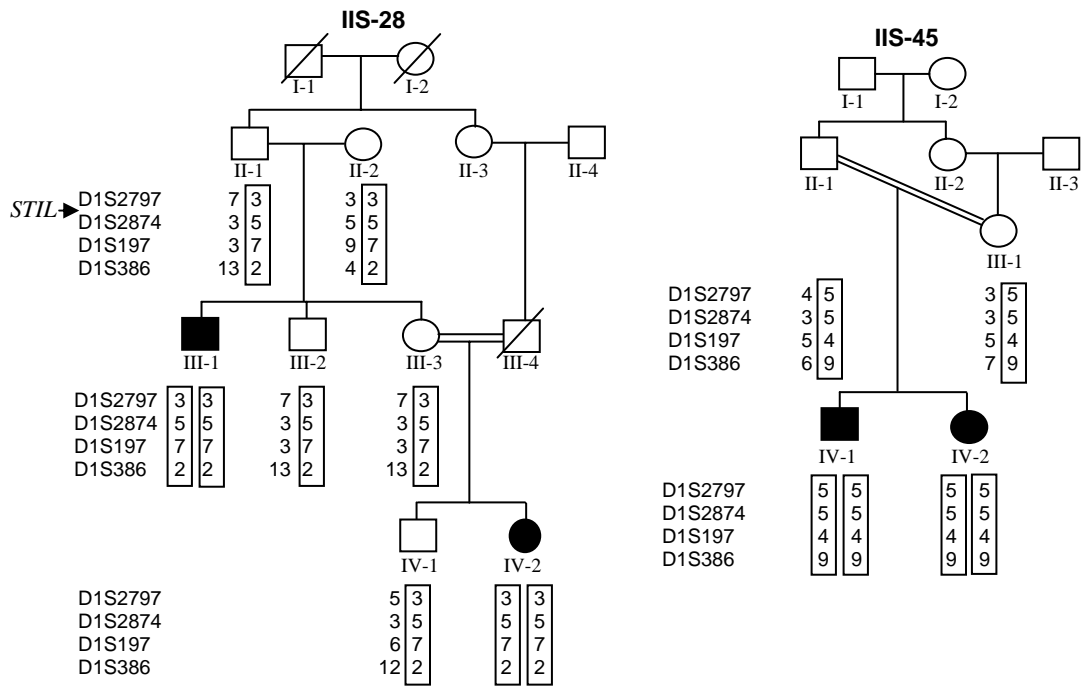 IIS-28
I-1 I-2
II-1 II-2 II-3 II-4
STIL
D1S2797 7 3 3 3
D1S2874 3 5 5 5
D1S197 3 7 9 7
D1S386 13 2 4 2
III-1 III-2 III-3 III-4
D1S2797 3 3 7 3 7 3
D1S2874 5 5 3 5 3 5
D1S197 7 7 3 7 3 7
D1S386 2 2 13 2 13 2
IV-1 IV-2
D1S2797 5 3 3 3
D1S2874 3 5 5 5
D1S197 6 7 7 7
D1S386 12 2 2 2
IIS-45
I-1 I-2
II-1 II-2 II-3
III-1
D1S2797 4 5 3 5
D1S2874 3 5 3 5
D1S197 5 4 5 4
D1S386 6 9 7 9
IV-1 IV-2
D1S2797 5 5 5 5
D1S2874 5 5 5 5
D1S197 4 4 4 4
D1S386 9 9 9 9